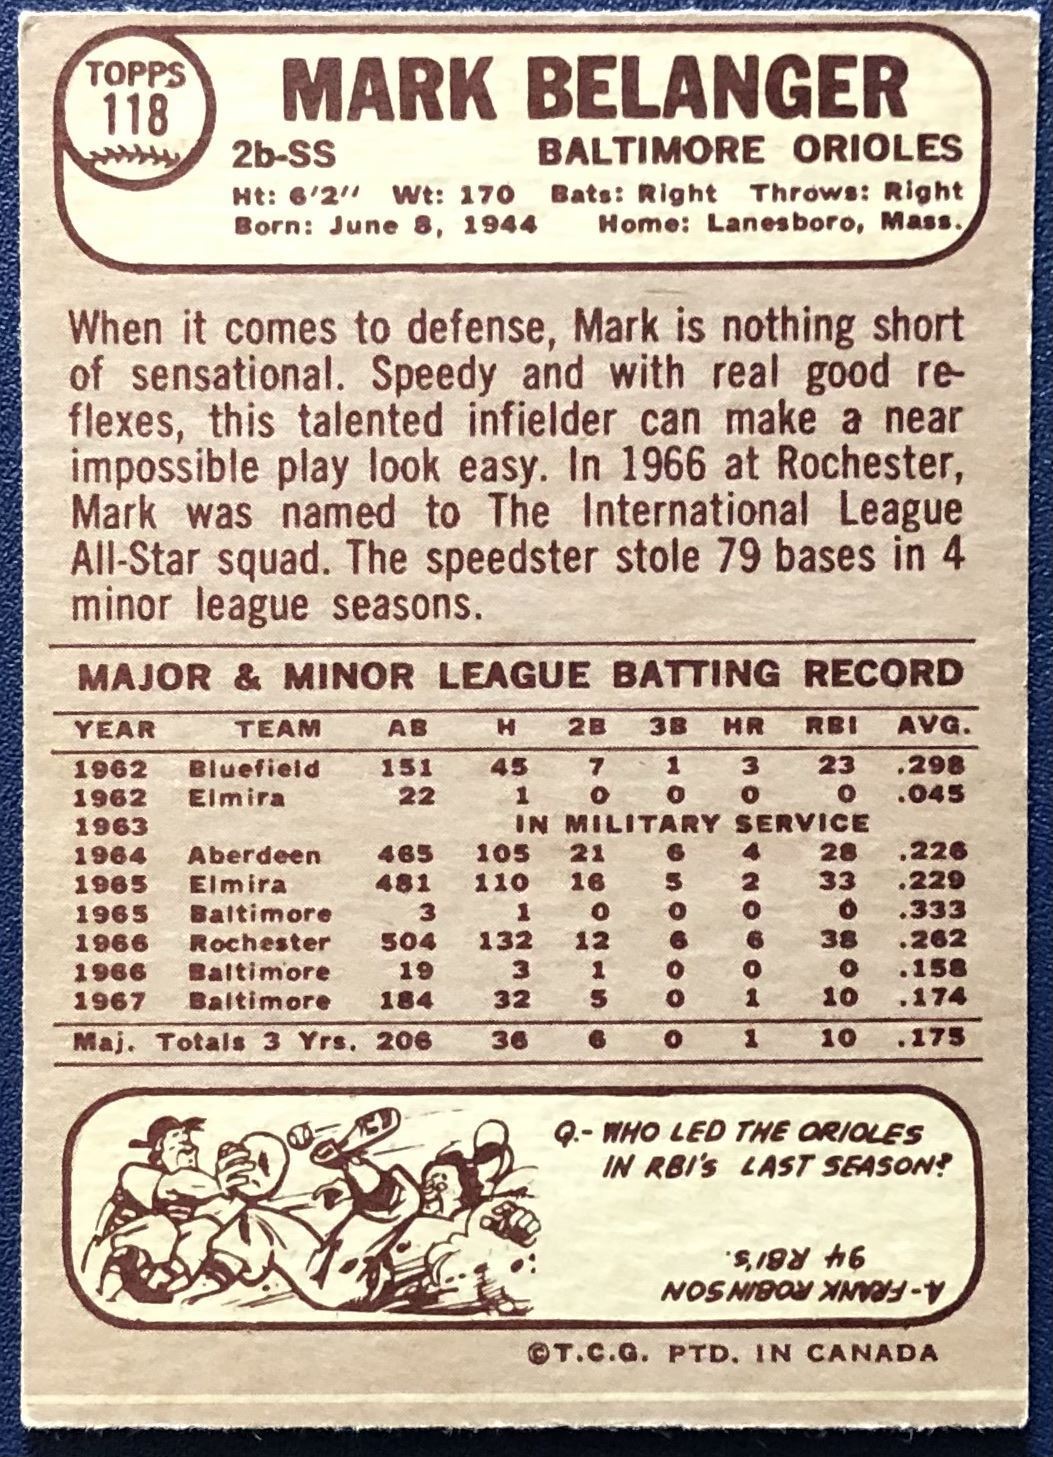 TOPPS
118
MARK BELANGER
2b-SS BALTIMORE ORIOLES
Ht: 6'2" Wt: 170 Bats: Right Throws: Right
Born: June 8, 1944 Home: Lanesboro, Mass.
When it comes to defense, Mark is nothing short
of sensational. Speedy and with real good re-
flexes, this talented infielder can make a near
impossible play look easy. In 1966 at Rochester,
Mark was named to The International League
All-Star squad. The speedster stole 79 bases in 4
minor league seasons.
MAJOR & MINOR LEAGUE BATTING RECORD
YEAR TEAM AB H 2B 3B HR RBI AVG.
1962 Bluefield 151 45 7 1 3 23 .298
1962 Elmira 22 1 0 0 0 0 .045
1963 IN MILITARY SERVICE
1964 Aberdeen 465 105 21 6 4 28 .226
1965 Elmira 481 110 16 5 2 33 .229
1965 Baltimore 3 1 0 0 0 0 .333
1966 Rochester 504 132 12 6 6 38 .262
1966 Baltimore 19 3 1 0 0 0 .158
1967 Baltimore 184 32 5 0 1 10 .174
Maj. Totals 3 Yrs. 206 36 6 0 1 10 .175
Q.- WHO LED THE ORIOLES
IN RBI'S LAST SEASON?
A- FRANK ROBINSON
94 RBI'S.
©T.C.G. PTD. IN CANADA